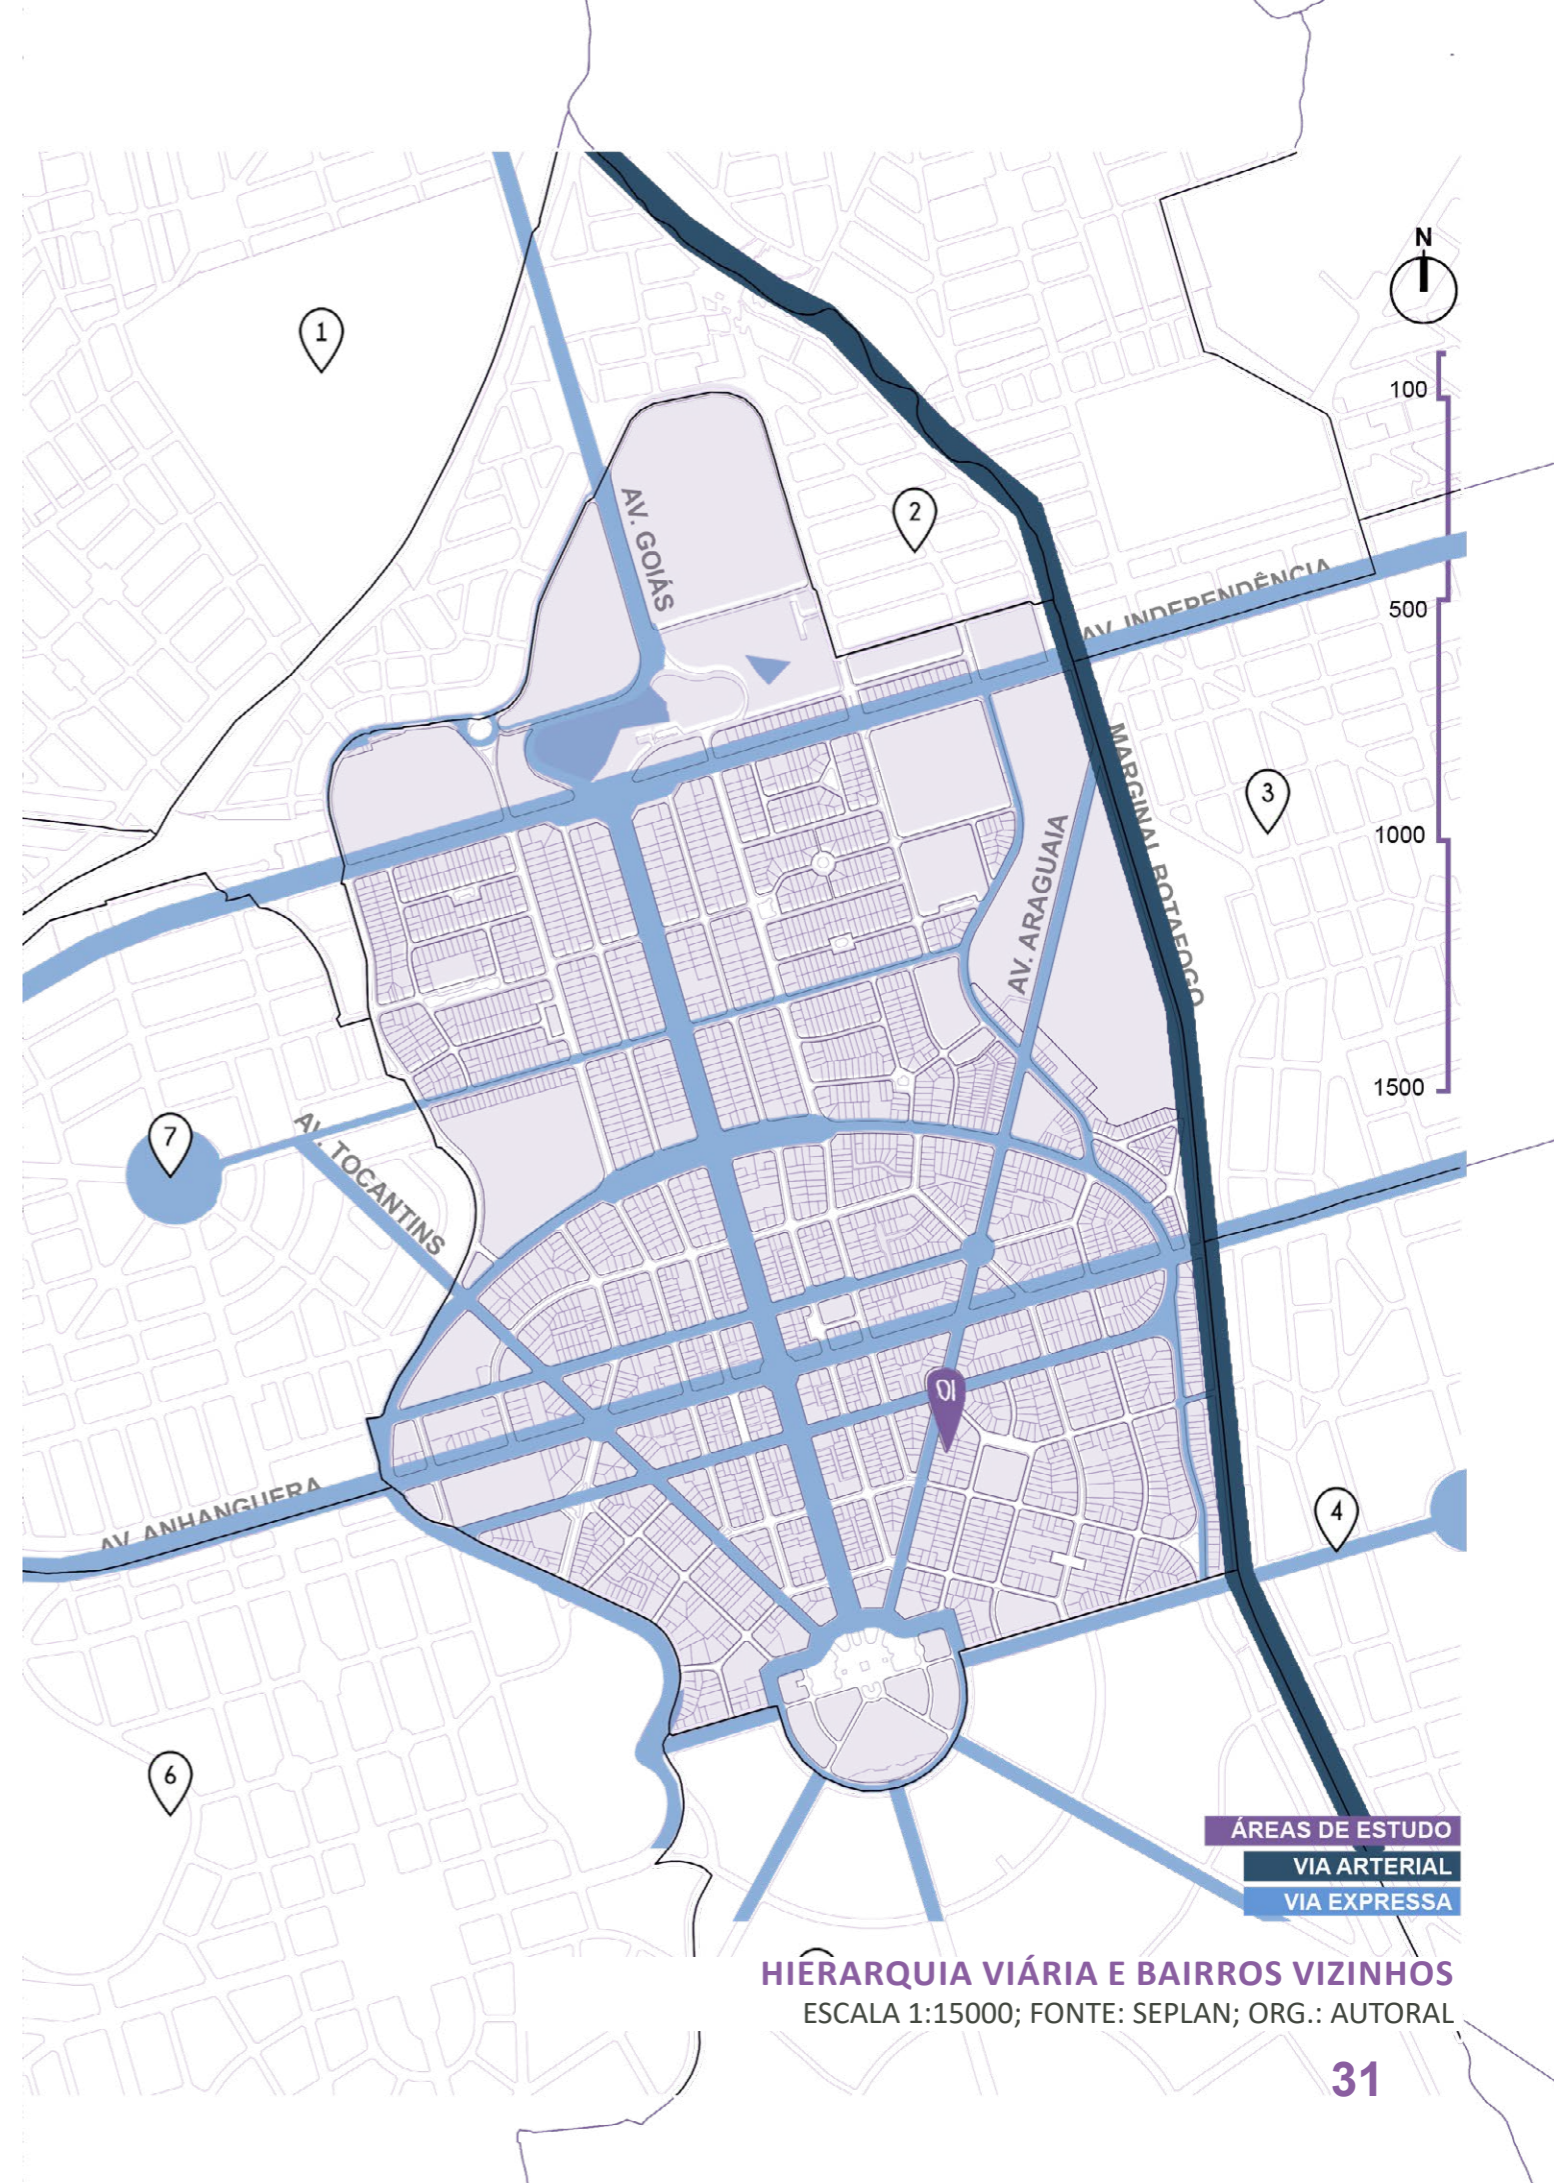 N
1
100
AV. GOIÁS
2
AV. INDEPENDÊNCIA
500
MARGINAL BOTAFOGO
3
1000
AV. ARAGUAIA
1500
7
AV. TOCANTINS
AV. ANHANGUERA
4
6
ÁREAS DE ESTUDO
VIA ARTERIAL
VIA EXPRESSA
HIERARQUIA VIÁRIA E BAIRROS VIZINHOS
ESCALA 1:15000; FONTE: SEPLAN; ORG.: AUTORAL
31